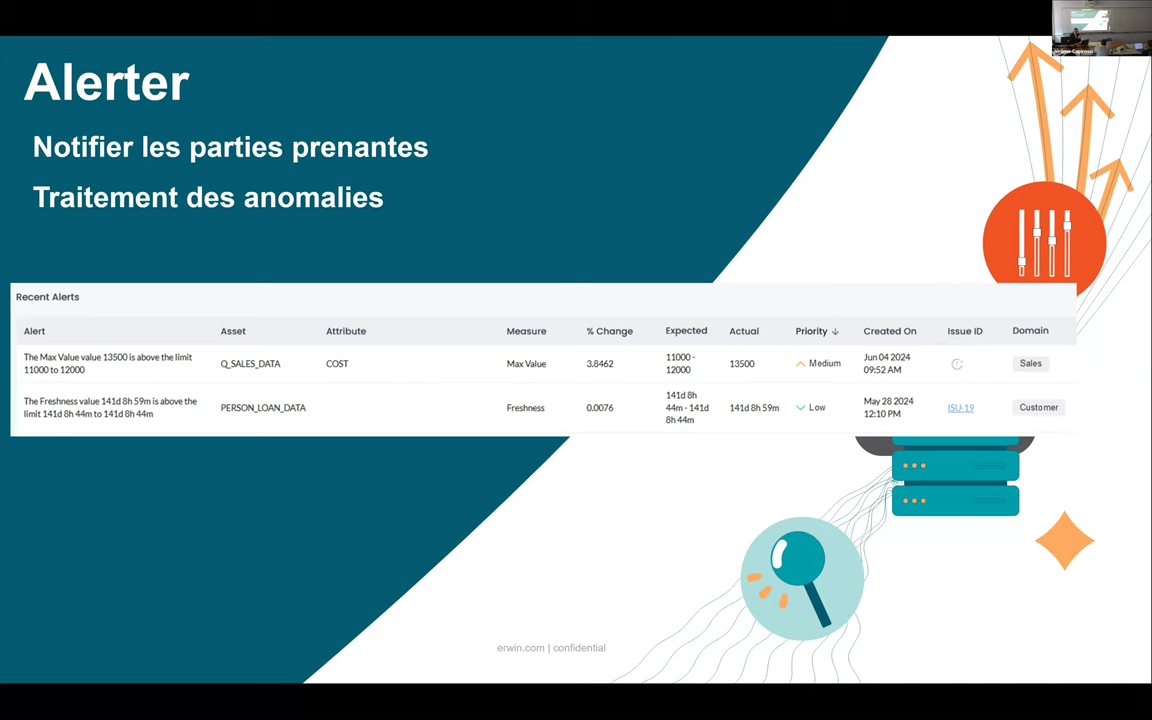 Alerter
Notifier les parties prenantes
Traitement des anomalies
Recent Alerts
Alert Asset Attribute Measure % Change Expected Actual Priority Created On Issue ID Domain
The Max Value value 13500 is above the limit
11000 to 12000
Q_SALES_DATA COST Max Value 3.8462
11000 -
12000
13500 Medium
Jun 04 2024
09:52 AM
Sales
The Freshness value 141d 8h 59m is above the
limit 141d 8h 44m to 141d 8h 44m
PERSON_LOAN_DATA Freshness 0.0076
141d 8h
44m - 141d
8h 44m
141d 8h 59m Low
May 28 2024
12:10 PM
ISU-19 Customer
erwin.com | confidential